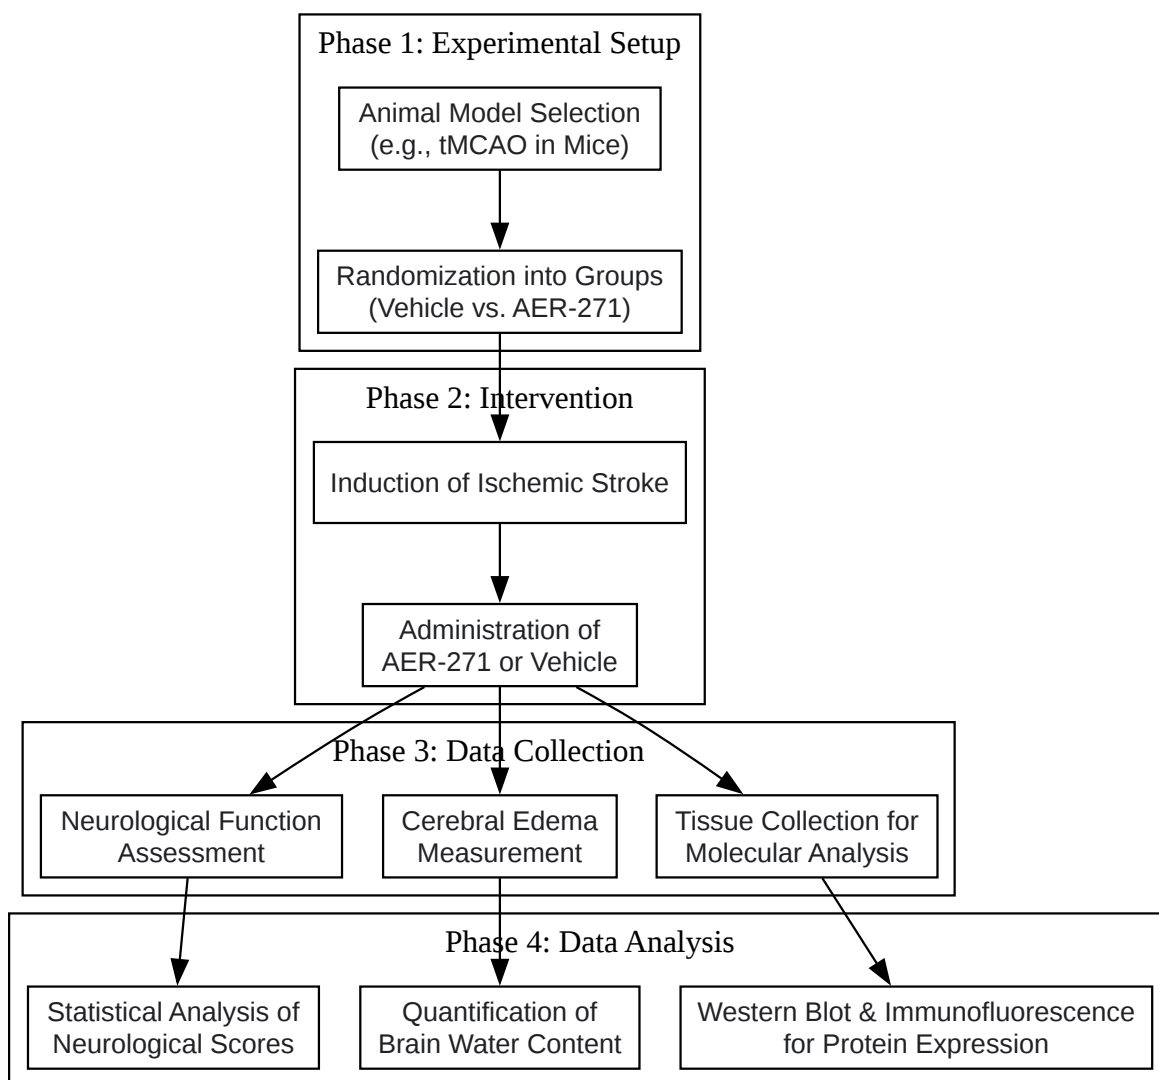 Phase 1: Experimental Setup
Animal Model Selection
(e.g., tMCAO in Mice)
Randomization into Groups
(Vehicle vs. AER-271)
Phase 2: Intervention
Induction of Ischemic Stroke
Administration of
AER-271 or Vehicle
Phase 3: Data Collection
Neurological Function
Assessment
Cerebral Edema
Measurement
Tissue Collection for
Molecular Analysis
Phase 4: Data Analysis
Statistical Analysis of
Neurological Scores
Quantification of
Brain Water Content
Western Blot & Immunofluorescence
for Protein Expression